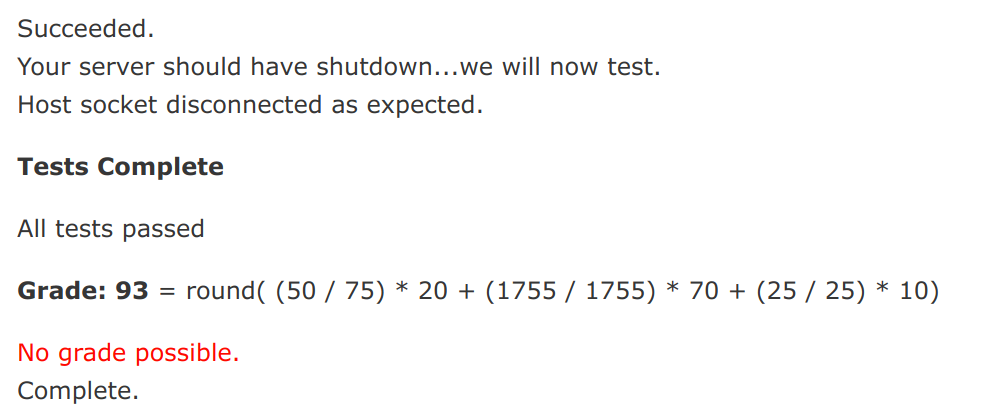 Succeeded.
Your server should have shutdown...we will now test.
Host socket disconnected as expected.
Tests Complete
All tests passed
Grade: 93 = round( (50 / 75) * 20 + (1755 / 1755) * 70 + (25 / 25) * 10)
No grade possible.
Complete.